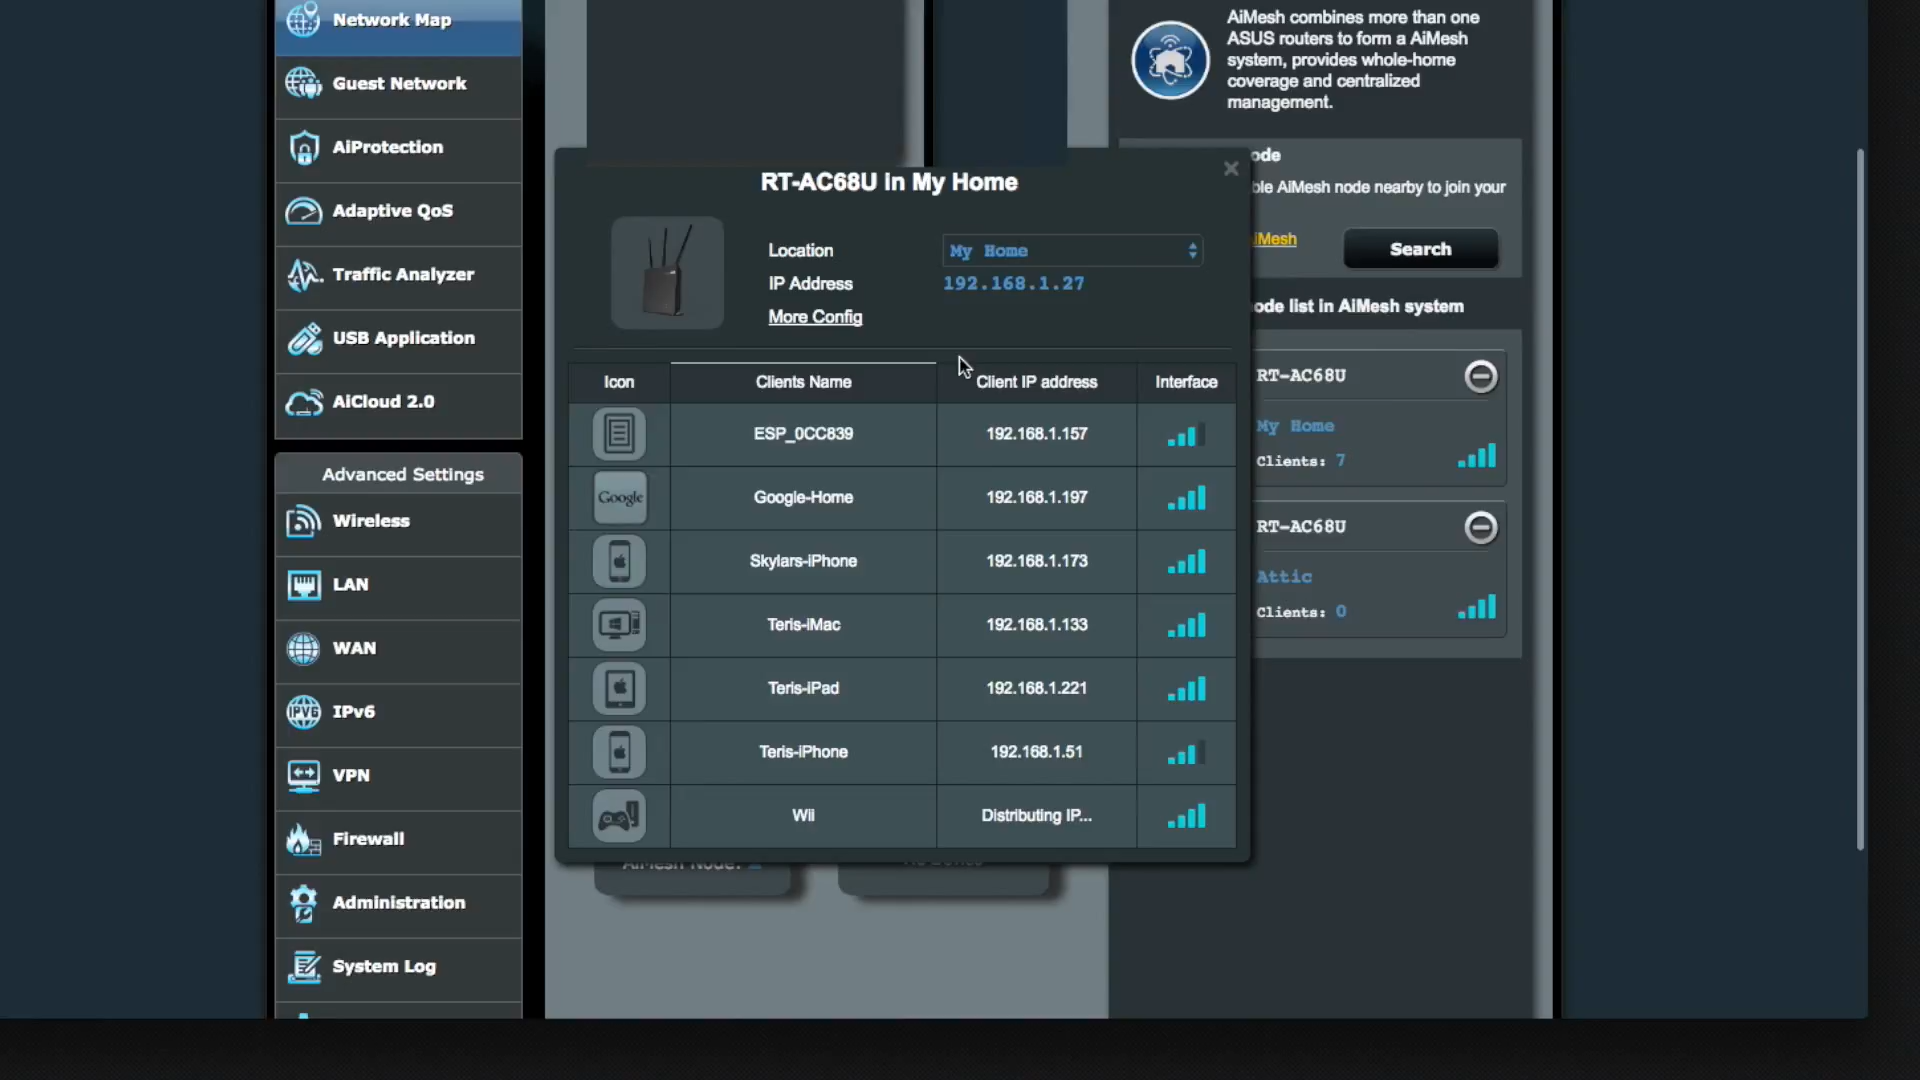 Network Map
Guest Network
AiProtection
Adaptive QoS
Traffic Analyzer
USB Application
AiCloud 2.0
Advanced Settings
Wireless
LAN
WAN
IPv6
IPV6
VPN
Firewall
Administration
System Log
RT-AC68U in My Home
Location
My Home
IP Address
192.168.1.27
More Config
Icon Clients Name Client IP address Interface
ESP_0CC839 192.168.1.157
Google Google-Home 192.168.1.197
Skylars-iPhone 192.168.1.173
Teris-iMac 192.168.1.133
Teris-iPad 192.168.1.221
Teris-iPhone 192.168.1.51
Wii Distributing IP...
AiMesh Node:
AiMesh combines more than one
ASUS routers to form a AiMesh
system, provides whole-home
coverage and centralized
management.
ode
ble AiMesh node nearby to join your
iMesh
Search
ode list in AiMesh system
RT-AC68U
My Home
Clients: 7
RT-AC68U
Attic
Clients: 0